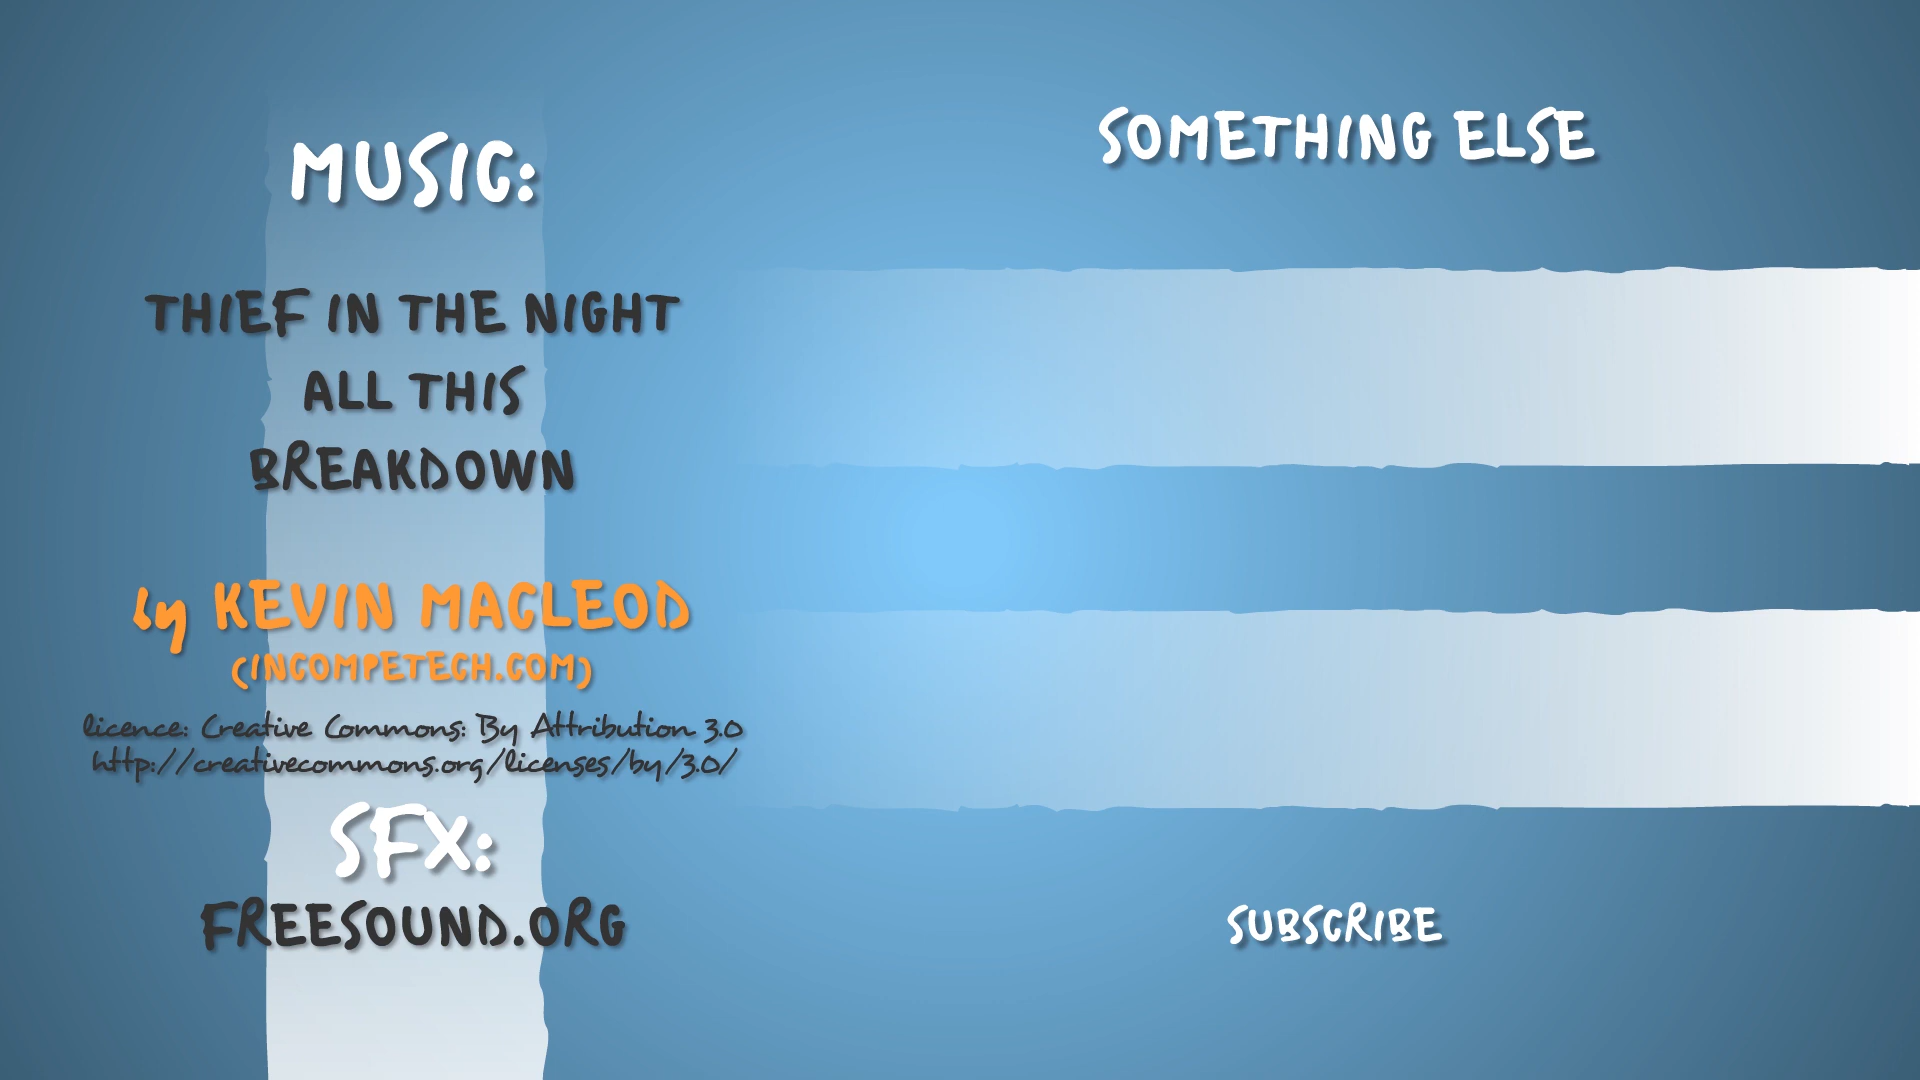 MUSIC:
THIEF IN THE NIGHT
ALL THIS
BREAKDOWN
by KEVIN MACLEOD
(INCOMPETECH.COM)
licence: Creative Commons: By Attribution 3.0
http://creativecommons.org/licenses/by/3.0/
SFX:
FREESOUND.ORG
SOMETHING ELSE
SUBSCRIBE